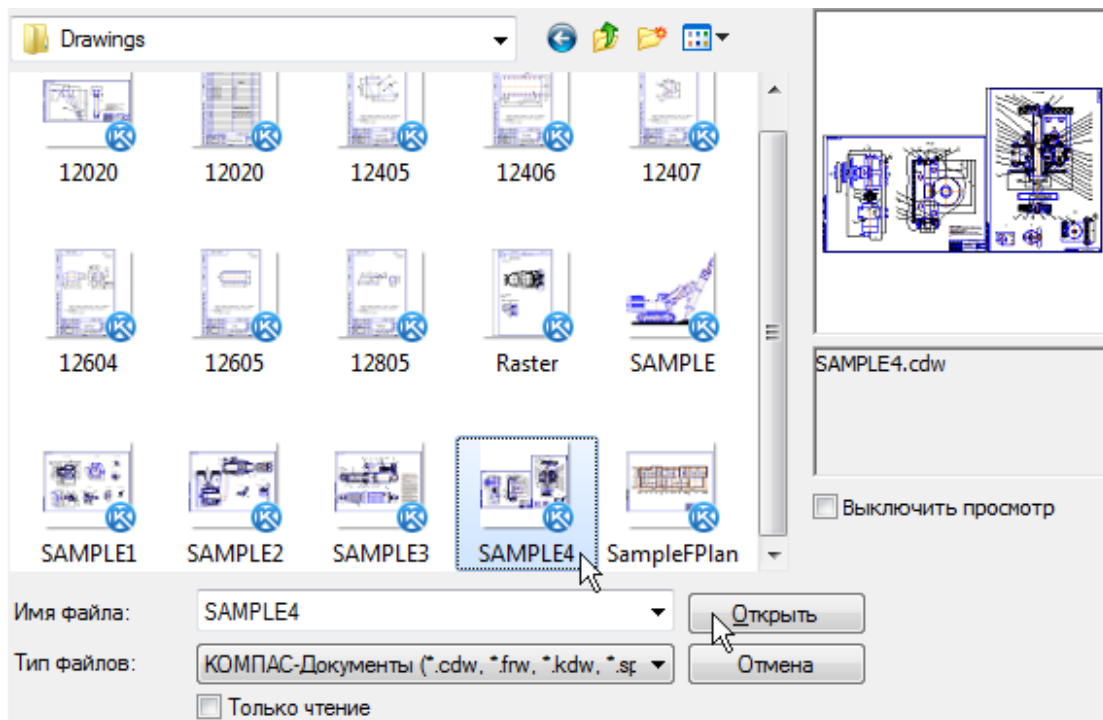 Drawings
12020 12020 12405 12406 12407
12604 12605 12805 Raster SAMPLE
SAMPLE1 SAMPLE2 SAMPLE3 SAMPLE4 SampleFPlan
SAMPLE4.cdw
Выключить просмотр
Имя файла: SAMPLE4 Открыть
Тип файлов: КОМПАС-Документы (*.cdw, *.frw, *.kdw, *.sp Отмена
Только чтение